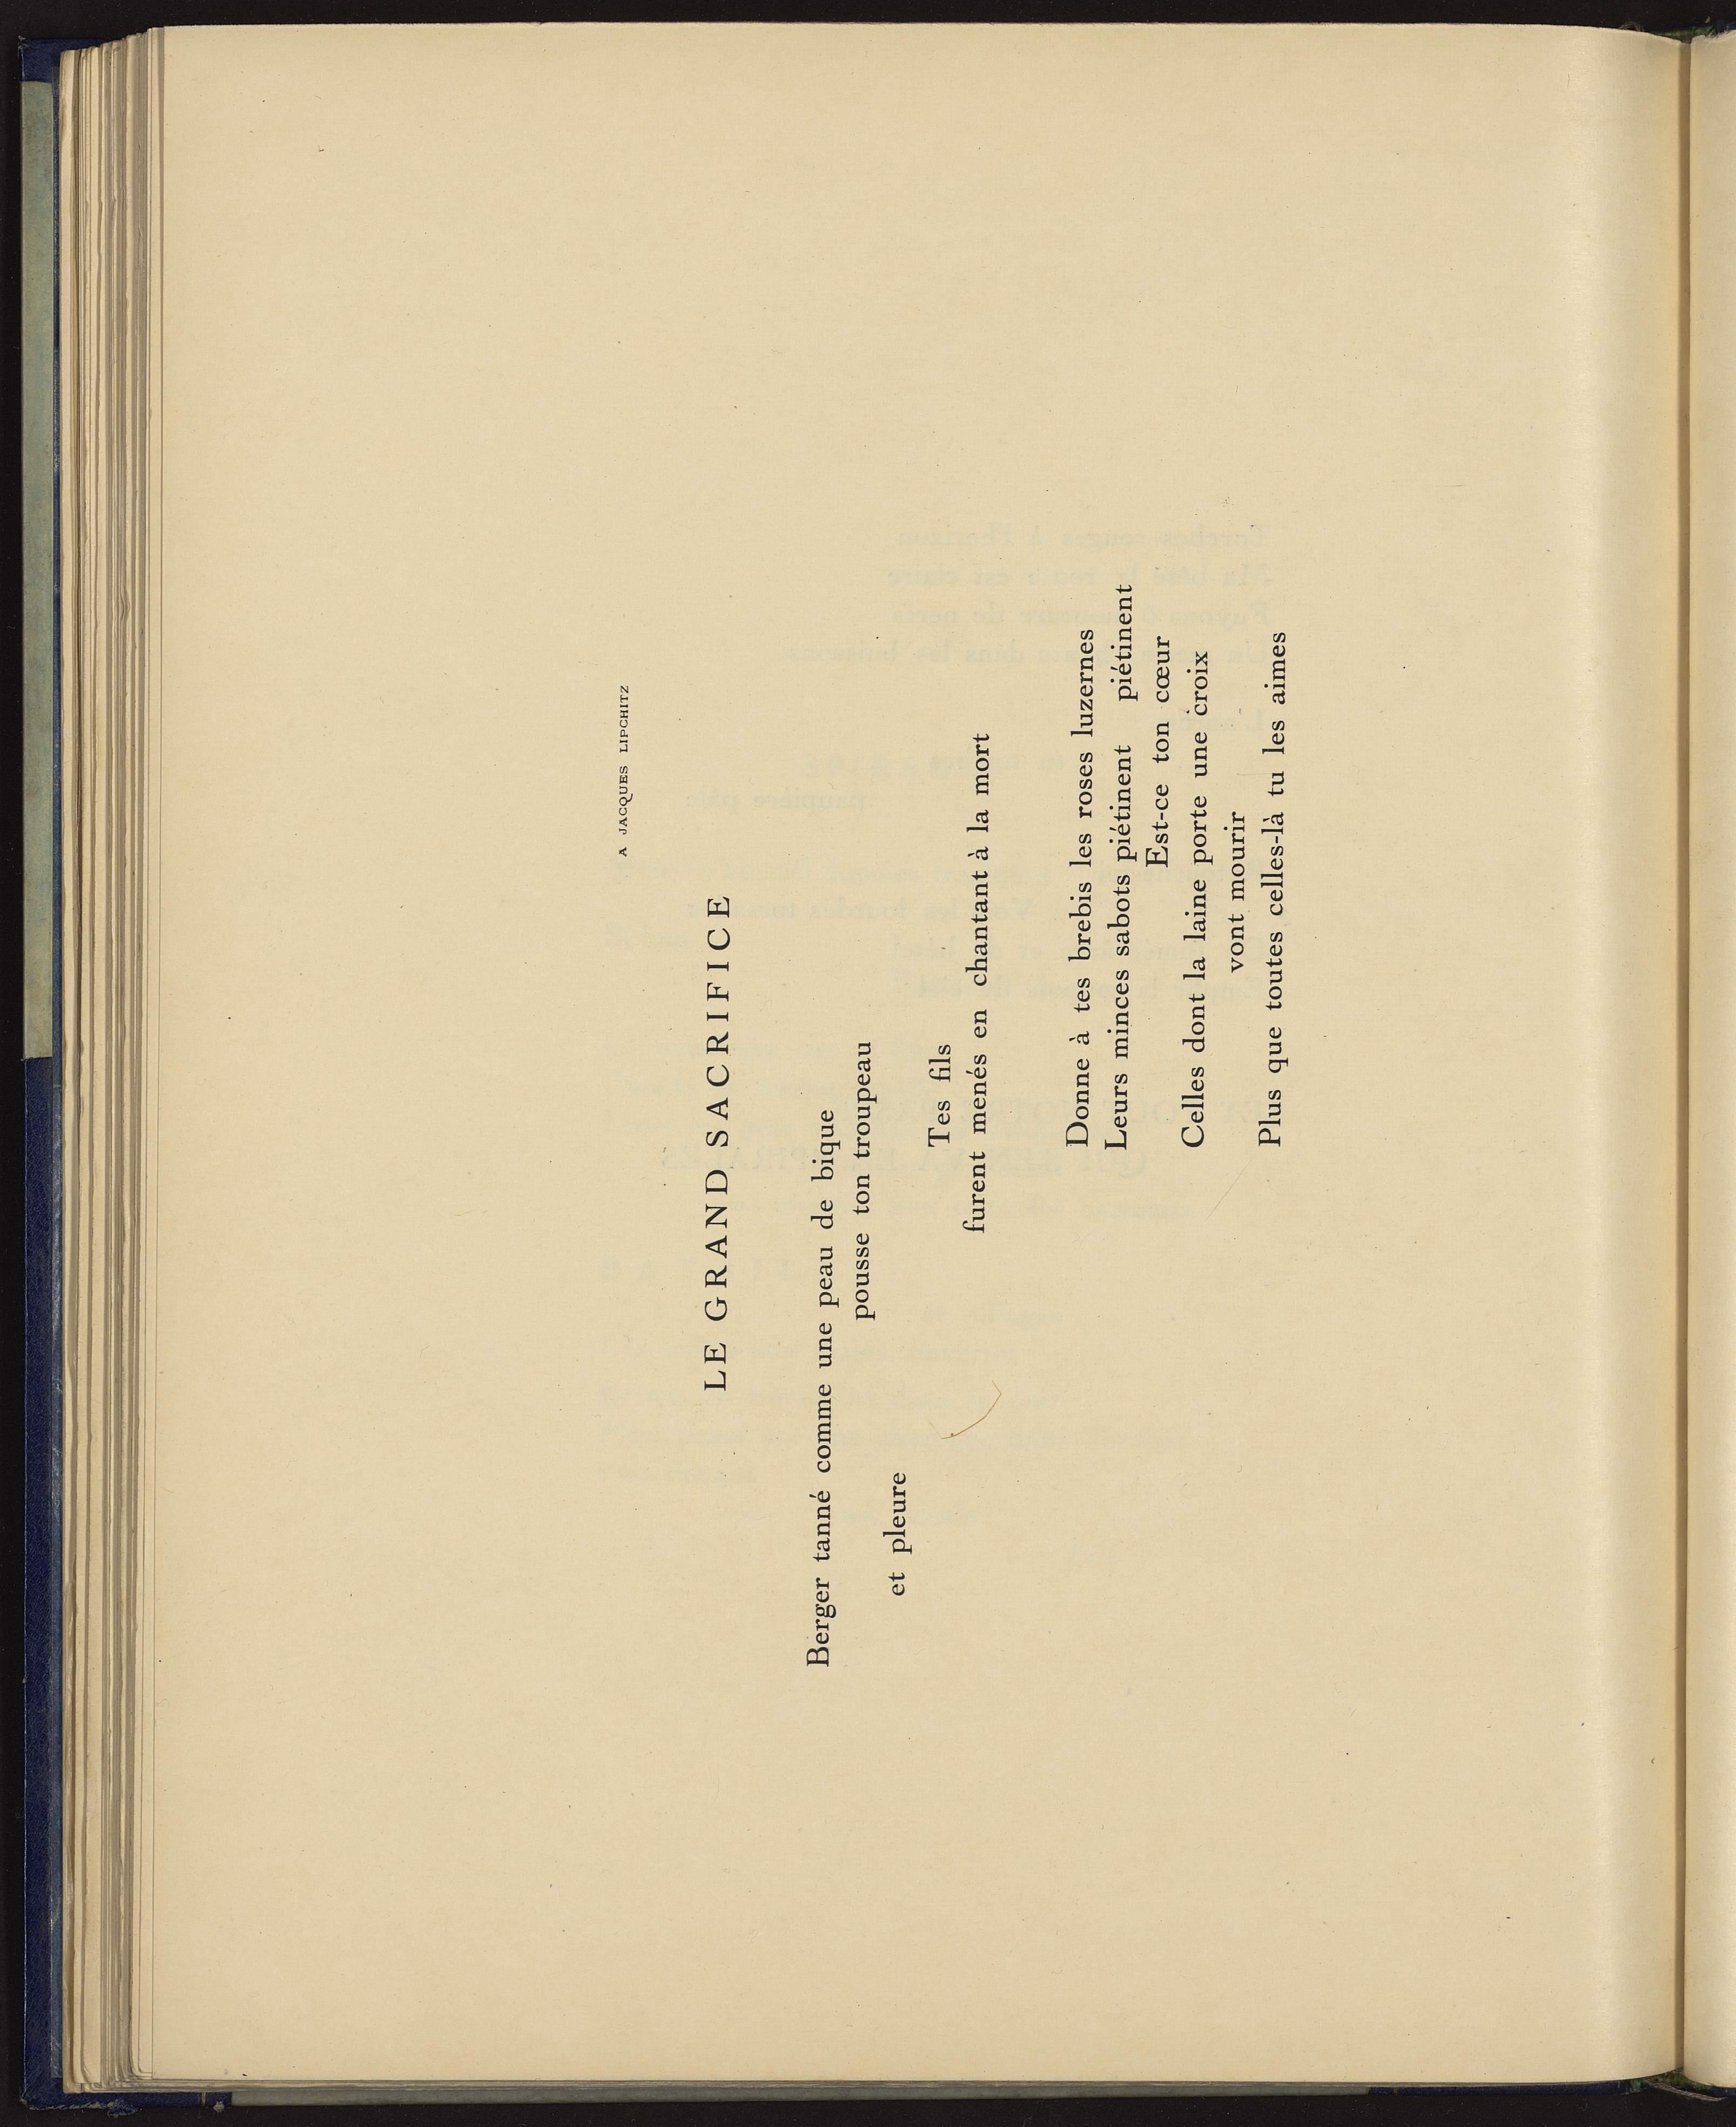 A JACQUES LIPCHITZ
LE GRAND SACRIFICE
Berger tanné comme une peau de bique
pousse ton troupeau
et pleure
Tes fils
furent menés en chantant à la mort
Donne à tes brebis les roses luzernes
Leurs minces sabots piétinent piétinent
Est-ce ton cœur
Celles dont la laine porte une croix
vont mourir
Plus que toutes celles-là tu les aimes